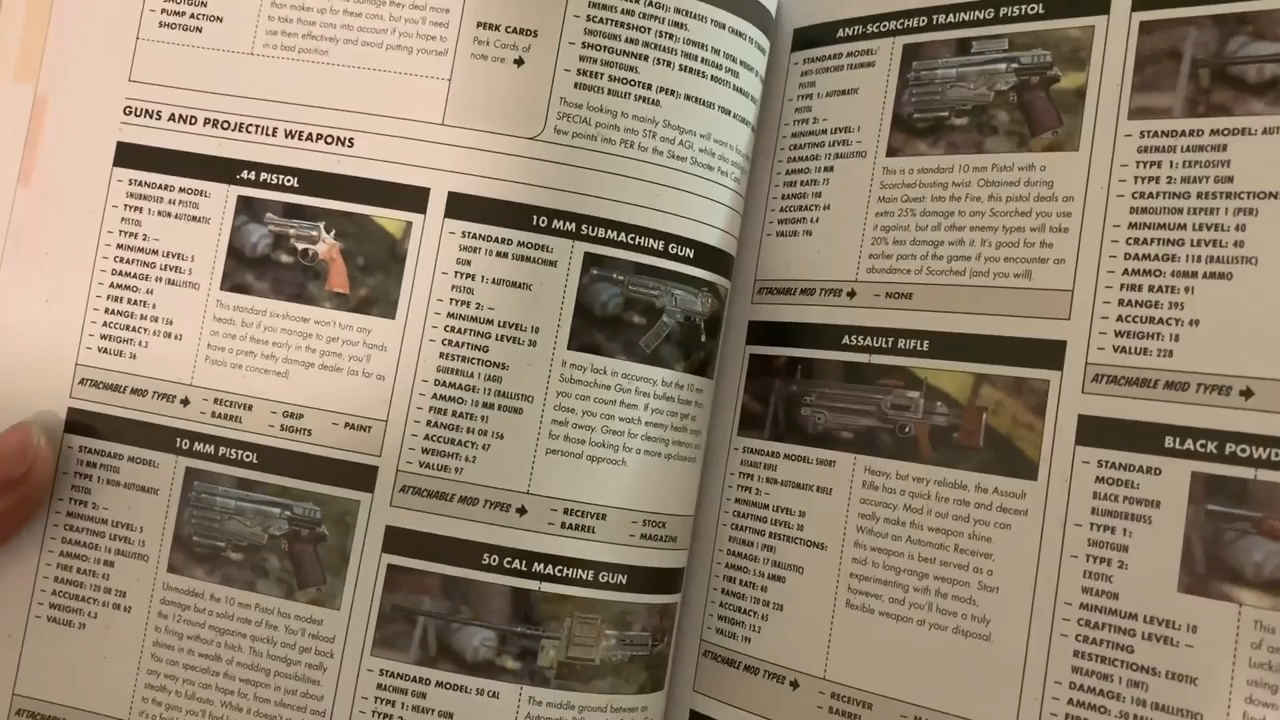 SHOTGUN
- PUMP ACTION
SHOTGUN
damage they deal more
than makes up for these cons, but you'll need
to take those cons into account if you hope to
use them effectively and avoid putting yourself
in a bad position.
PERK CARDS
Perk Cards of
note are:
(AGI): INCREASES YOUR CHANCE TO
ENEMIES AND CRIPPLE LIMBS.
- SCATTERSHOT (STR): LOWERS THE TOTAL WEIGHT OF
SHOTGUNS AND INCREASES THEIR RELOAD SPEED.
- SHOTGUNNER (STR) SERIES: BOOSTS DAMAGE
WITH SHOTGUNS.
- SKEET SHOOTER (PER): INCREASES YOUR ACCURACY
REDUCES BULLET SPREAD.
Those looking to mainly Shotguns will want to
SPECIAL points into STR and AGI, while also
few points into PER for the Skeet Shooter Perk Card.
GUNS AND PROJECTILE WEAPONS
.44 PISTOL
- STANDARD MODEL:
SNUBNOSED .44 PISTOL
- TYPE 1: NON-AUTOMATIC
PISTOL
- TYPE 2: —
- MINIMUM LEVEL: 5
- CRAFTING LEVEL: 5
- DAMAGE: 49 (BALLISTIC)
- AMMO: .44
- FIRE RATE: 6
- RANGE: 84 OR 156
- ACCURACY: 62 OR 63
- WEIGHT: 4.3
- VALUE: 36
This standard six-shooter won't turn any
heads, but if you manage to get your hands
on one of these early in the game, you'll
have a pretty hefty damage dealer (as far as
Pistols are concerned).
ATTACHABLE MOD TYPES
- RECEIVER
- BARREL
- GRIP
- SIGHTS
- PAINT
10 MM PISTOL
- STANDARD MODEL:
10 MM PISTOL
- TYPE 1: NON-AUTOMATIC
PISTOL
- TYPE 2: —
- MINIMUM LEVEL: 5
- CRAFTING LEVEL: 15
- DAMAGE: 16 (BALLISTIC)
- AMMO: 10 MM
- FIRE RATE: 43
- RANGE: 120 OR 228
- ACCURACY: 61 OR 62
- WEIGHT: 4.3
- VALUE: 39
Unmodded, the 10 mm Pistol has modest
damage but a solid rate of fire. You'll reload
the 12-round magazine quickly and get back
to firing without a hitch. This handgun really
shines in its wealth of modding possibilities.
You can specialize this weapon in just about
any way you can hope for, from silenced and
stealthy to full-auto. While it doesn't
to the guns you'll find
ATTACHABLE
10 MM SUBMACHINE GUN
- STANDARD MODEL:
SHORT 10 MM SUBMACHINE
GUN
- TYPE 1: AUTOMATIC
PISTOL
- TYPE 2: —
- MINIMUM LEVEL: 10
- CRAFTING LEVEL: 30
- CRAFTING
RESTRICTIONS:
GUERRILLA 1 (AGI)
- DAMAGE: 12 (BALLISTIC)
- AMMO: 10 MM ROUND
- FIRE RATE: 91
- RANGE: 84 OR 156
- ACCURACY: 47
- WEIGHT: 6.2
- VALUE: 97
It may lack in accuracy, but the 10 mm
Submachine Gun fires bullets faster than
you can count them. If you can get up
close, you can watch enemy health simply
melt away. Great for clearing interiors and
for those looking for a more up-close-and-
personal approach.
ATTACHABLE MOD TYPES
- RECEIVER
- BARREL
- STOCK
- MAGAZINE
50 CAL MACHINE GUN
- STANDARD MODEL: 50 CAL
MACHINE GUN
- TYPE 1: HEAVY GUN
- TYPE 2:
The middle ground between an
ANTI-SCORCHED TRAINING PISTOL
- STANDARD MODEL:
ANTI-SCORCHED TRAINING
PISTOL
- TYPE 1: AUTOMATIC
PISTOL
- TYPE 2: —
- MINIMUM LEVEL: 1
- CRAFTING LEVEL: —
- DAMAGE: 12 (BALLISTIC)
- AMMO: 10 MM
- FIRE RATE: 75
- RANGE: 108
- ACCURACY: 64
- WEIGHT: 4.4
- VALUE: 196
This is a standard 10 mm Pistol with a
Scorched-busting twist. Obtained during
Main Quest: Into the Fire, this pistol deals an
extra 25% damage to any Scorched you use
it against, but all other enemy types will take
20% less damage with it. It's good for the
earlier parts of the game if you encounter an
abundance of Scorched (and you will).
ATTACHABLE MOD TYPES
- NONE
ASSAULT RIFLE
- STANDARD MODEL: SHORT
ASSAULT RIFLE
- TYPE 1: NON-AUTOMATIC RIFLE
- TYPE 2: —
- MINIMUM LEVEL: 30
- CRAFTING LEVEL: 30
- CRAFTING RESTRICTIONS:
RIFLEMAN 1 (PER)
- DAMAGE: 17 (BALLISTIC)
- AMMO: 5.56 AMMO
- FIRE RATE: 40
- RANGE: 120 OR 228
- ACCURACY: 65
- WEIGHT: 13.2
- VALUE: 199
Heavy, but very reliable, the Assault
Rifle has a quick fire rate and decent
accuracy. Mod it out and you can
really make this weapon shine.
Without an Automatic Receiver,
this weapon is best served as a
mid- to long-range weapon. Start
experimenting with the mods,
however, and you'll have a truly
flexible weapon at your disposal.
ATTACHABLE MOD TYPES
- RECEIVER
- BARREL
- STANDARD MODEL: AUT
GRENADE LAUNCHER
- TYPE 1: EXPLOSIVE
- TYPE 2: HEAVY GUN
- CRAFTING RESTRICTION
DEMOLITION EXPERT 1 (PER)
- MINIMUM LEVEL: 40
- CRAFTING LEVEL: 40
- DAMAGE: 118 (BALLISTIC)
- AMMO: 40MM AMMO
- FIRE RATE: 91
- RANGE: 395
- ACCURACY: 49
- WEIGHT: 18
- VALUE: 228
ATTACHABLE MOD TYPES
BLACK POWD
- STANDARD
MODEL:
BLACK POWDER
BLUNDERBUSS
- TYPE 1:
SHOTGUN
- TYPE 2:
EXOTIC
WEAPON
- MINIMUM LEVEL: 10
- CRAFTING LEVEL: —
- CRAFTING
RESTRICTIONS: EXOTIC
WEAPONS 1 (INT)
- DAMAGE: 108 (BALLISTIC)
- AMMO: .50
This
of an
Lucky
using